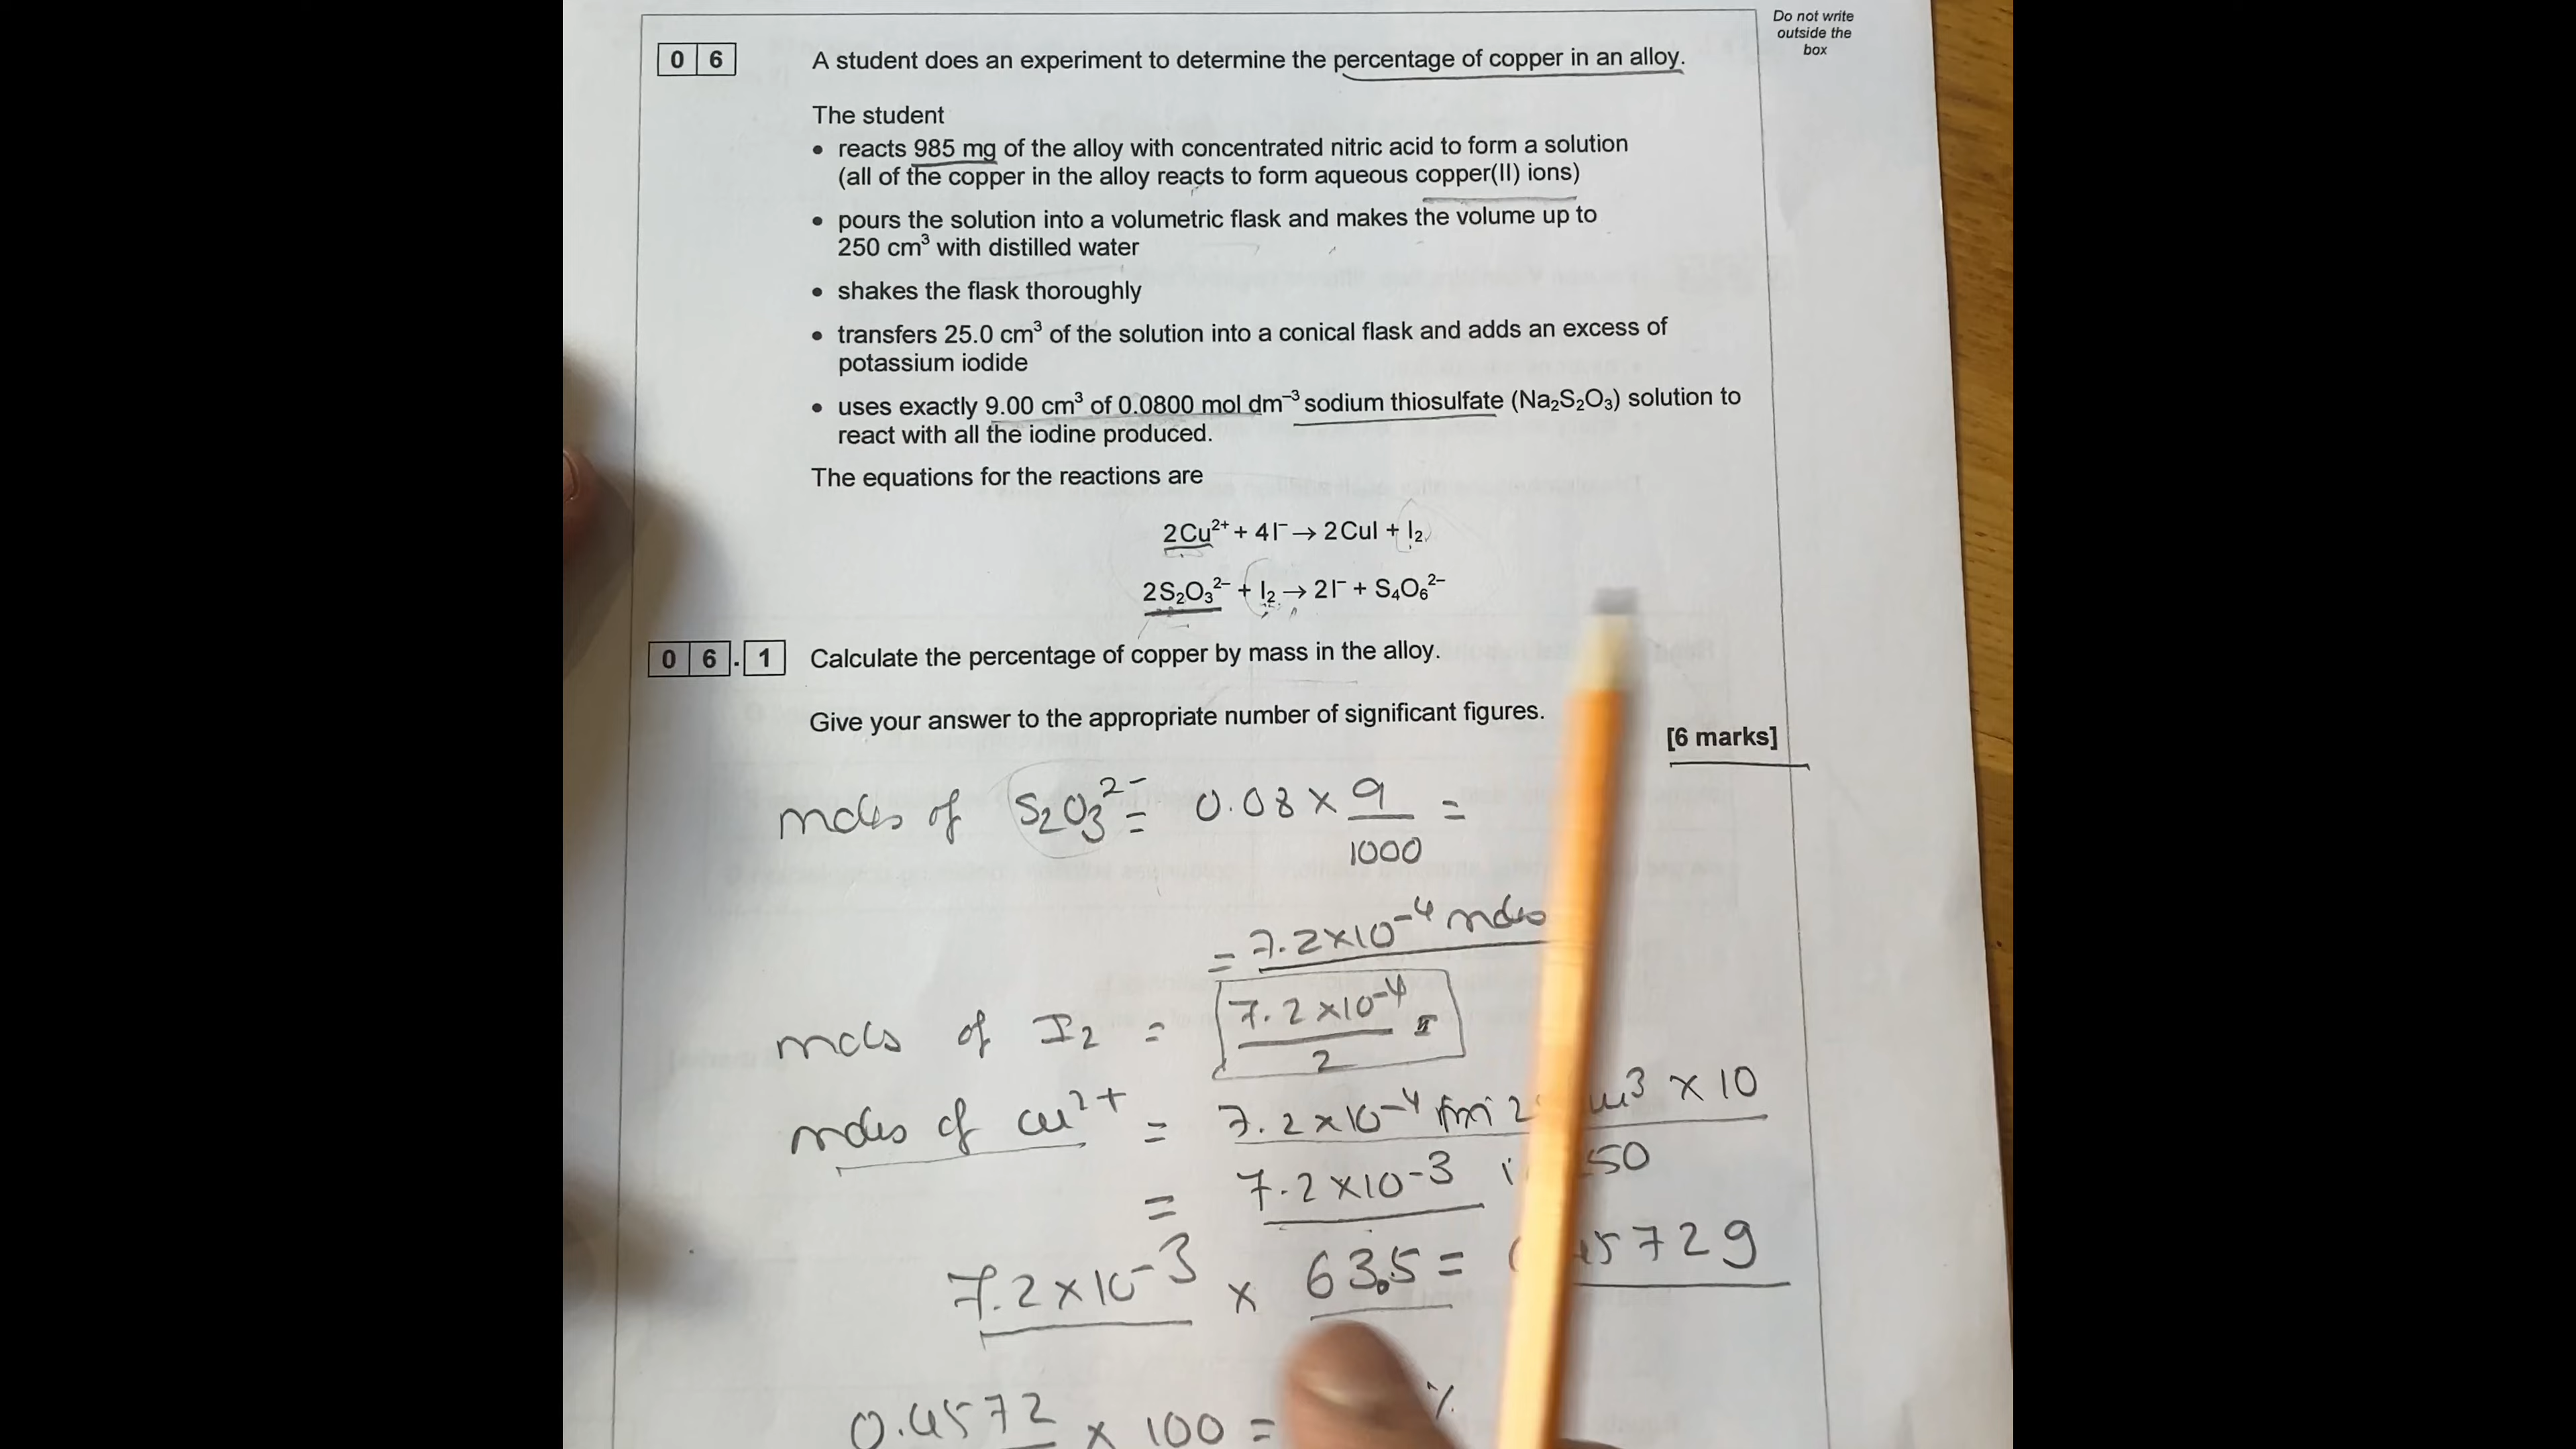 Do not write
outside the
box
0 6 A student does an experiment to determine the percentage of copper in an alloy.
The student
• reacts 985 mg of the alloy with concentrated nitric acid to form a solution
(all of the copper in the alloy reacts to form aqueous copper(II) ions)
• pours the solution into a volumetric flask and makes the volume up to
250 cm³ with distilled water
• shakes the flask thoroughly
• transfers 25.0 cm³ of the solution into a conical flask and adds an excess of
potassium iodide
• uses exactly 9.00 cm³ of 0.0800 mol dm⁻³ sodium thiosulfate (Na₂S₂O₃) solution to
react with all the iodine produced.
The equations for the reactions are
2Cu²⁺ + 4I⁻ → 2CuI + I₂
2S₂O₃²⁻ + I₂ → 2I⁻ + S₄O₆²⁻
0 6 . 1 Calculate the percentage of copper by mass in the alloy.
Give your answer to the appropriate number of significant figures.
[6 marks]
moles of S₂O₃²⁻ = 0.08 × 9/1000 =
= 7.2×10⁻⁴ moles
moles of I₂ = 7.2×10⁻⁴/2
moles of cu²⁺ = 7.2×10⁻⁴ × 10
= 7.2×10⁻³
7.2×10⁻³ × 63.5 = 4572g
0.4572 × 100 = %